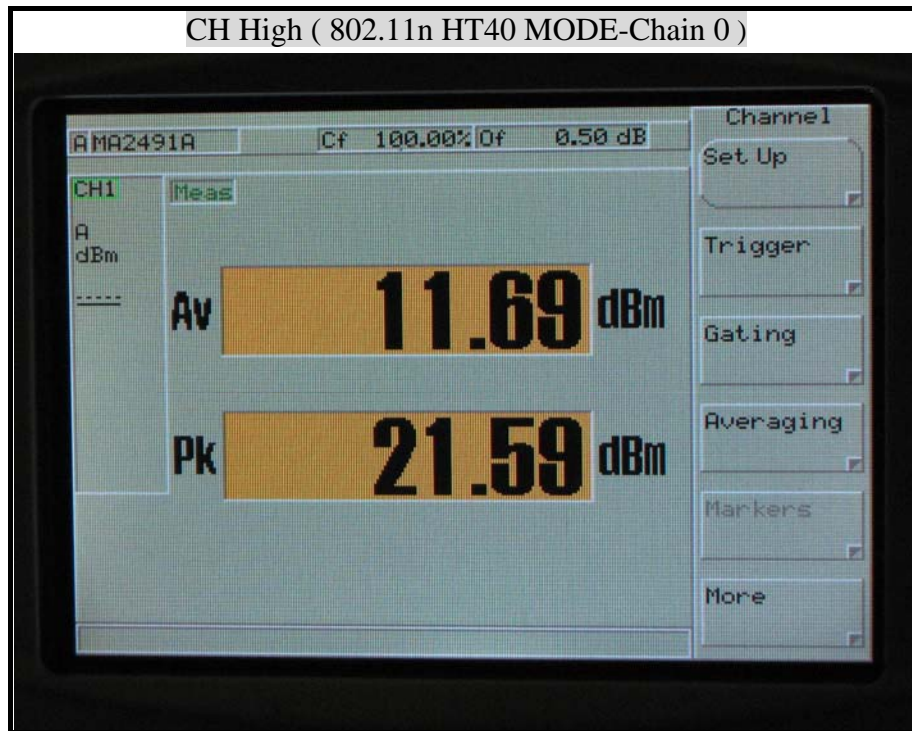 CH High ( 802.11n HT40 MODE-Chain 0 )
A MA2491A Cf 100.00% Of 0.50 dB
Channel
Set Up
CH1 Meas
A
dBm
-----
Trigger
Av 11.69 dBm
Gating
Averaging
Pk 21.59 dBm
Markers
More